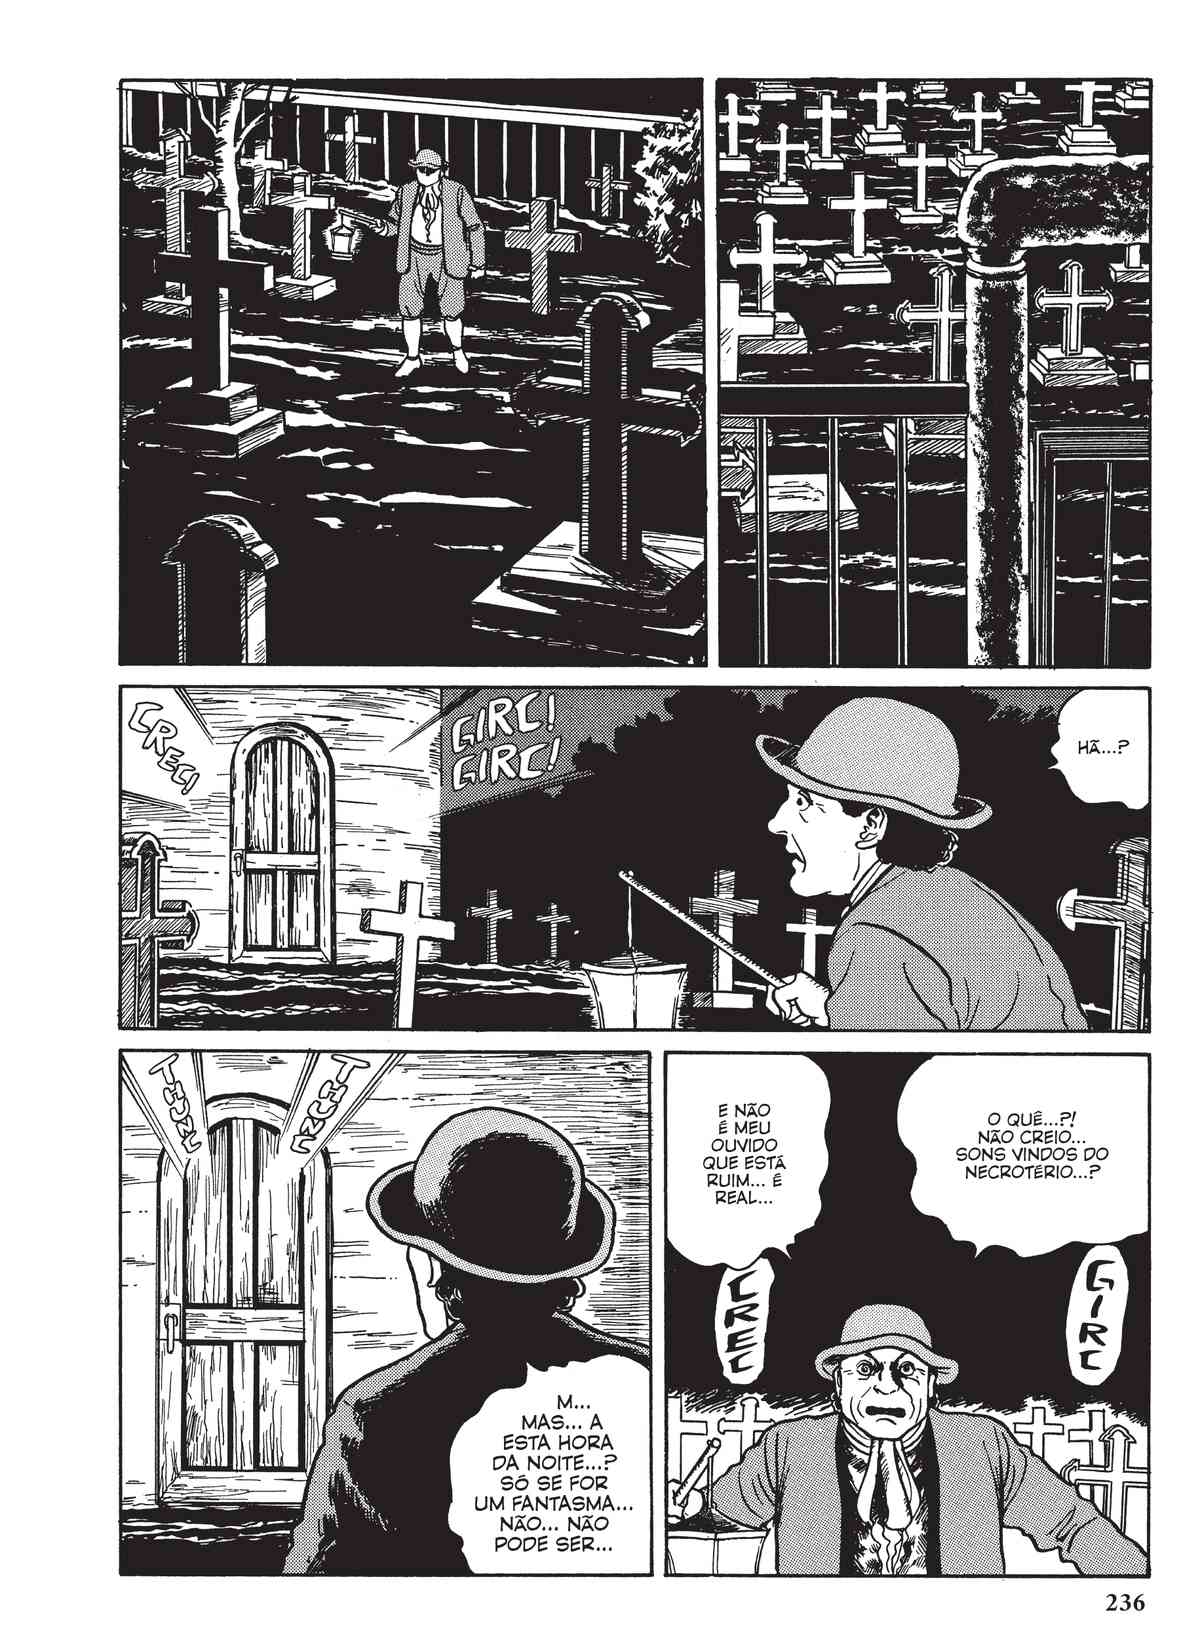 HÃ...?
GIRC!
GIRC!
CREC!
O QUÊ...?!
NÃO CREIO...
SONS VINDOS DO
NECROTÉRIO...?
E NÃO
É MEU
OUVIDO
QUE ESTÁ
RUIM... É
REAL...
GIRC
CREC
THUNC
THUNC
M...
MAS... A
ESTA HORA
DA NOITE...?
SÓ SE FOR
UM FANTASMA...
NÃO... NÃO
PODE SER...
236